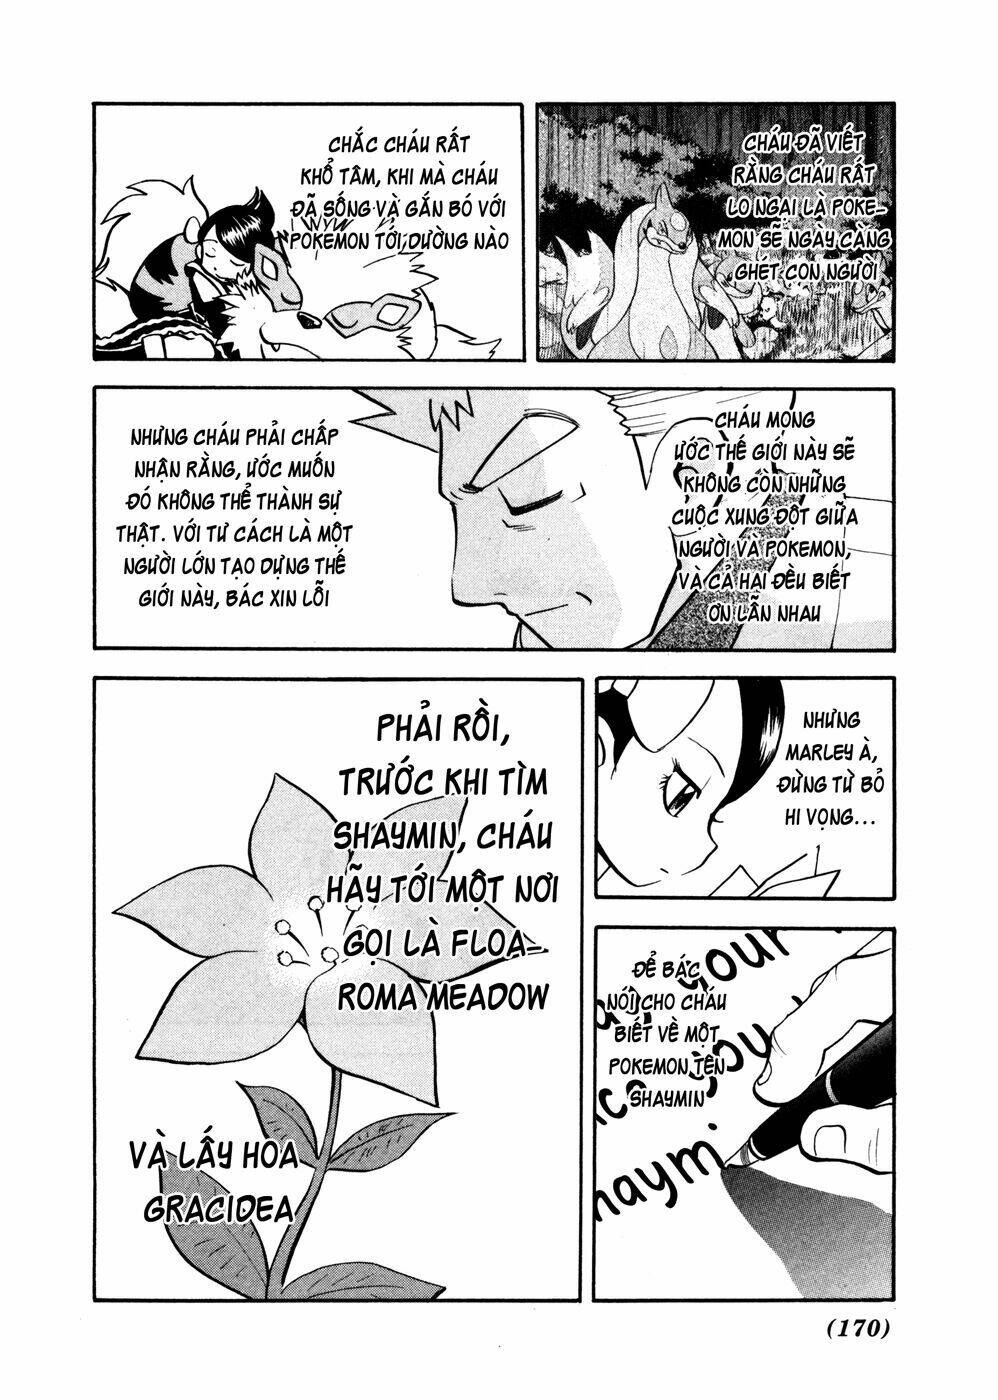 CHÁU ĐÃ VIẾT
RẰNG CHÁU RẤT
LO NGẠI LÀ POKE-
MON SẼ NGÀY CÀNG
GHÉT CON NGƯỜI
CHẮC CHÁU RẤT
KHỔ TÂM, KHI MÀ CHÁU
ĐÃ SỐNG VÀ GẮN BÓ VỚI
POKEMON TỚI DƯỜNG NÀO
CHÁU MONG
ƯỚC THẾ GIỚI NÀY SẼ
KHÔNG CÒN NHỮNG
CUỘC XUNG ĐỘT GIỮA
NGƯỜI VÀ POKEMON,
VÀ CẢ HAI ĐỀU BIẾT
ƠN LẪN NHAU
NHƯNG CHÁU PHẢI CHẤP
NHẬN RẰNG, ƯỚC MUỐN
ĐÓ KHÔNG THỂ THÀNH SỰ
THẬT. VỚI TƯ CÁCH LÀ MỘT
NGƯỜI LỚN TẠO DỰNG THẾ
GIỚI NÀY, BÁC XIN LỖI
NHƯNG
MARLEY À,
ĐỪNG TỪ BỎ
HI VỌNG...
ĐỂ BÁC
NÓI CHO CHÁU
BIẾT VỀ MỘT
POKEMON TÊN
SHAYMIN
your
you
haym
PHẢI RỒI,
TRƯỚC KHI TÌM
SHAYMIN, CHÁU
HÃY TỚI MỘT NƠI
GỌI LÀ FLOA-
ROMA MEADOW
VÀ LẤY HOA
GRACIDEA
(170)